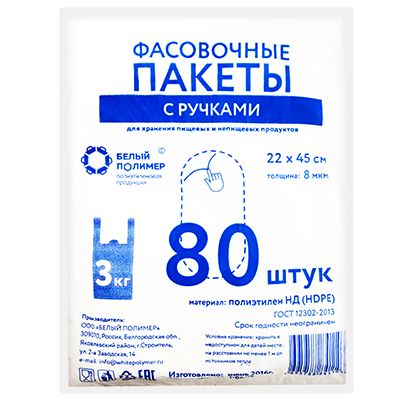 ФАСОВОЧНЫЕ
ПАКЕТЫ
С РУЧКАМИ
для хранения пищевых и непищевых продуктов
БЕЛЫЙ ©
ПОЛИМЕР
полиэтиленовая
продукция
22 х 45 см
толщина: 8 мкм.
3 кг
80 штук
материал: полиэтилен НД (HDPE)
ГОСТ 12302-2013
Срок годности неограничен
Производитель:
ООО «БЕЛЫЙ ПОЛИМЕР»
309070, Россия, Белгородская обл.,
Яковлевский район, г.Строитель,
ул. 2-я Заводская, 14
e-mail: info@whitepolymer.ru
Условия хранения: хранить в
недоступном для детей месте,
на расстоянии не менее 1 м от
источников тепла
EAC
Изготовлено: июнь 2016г.